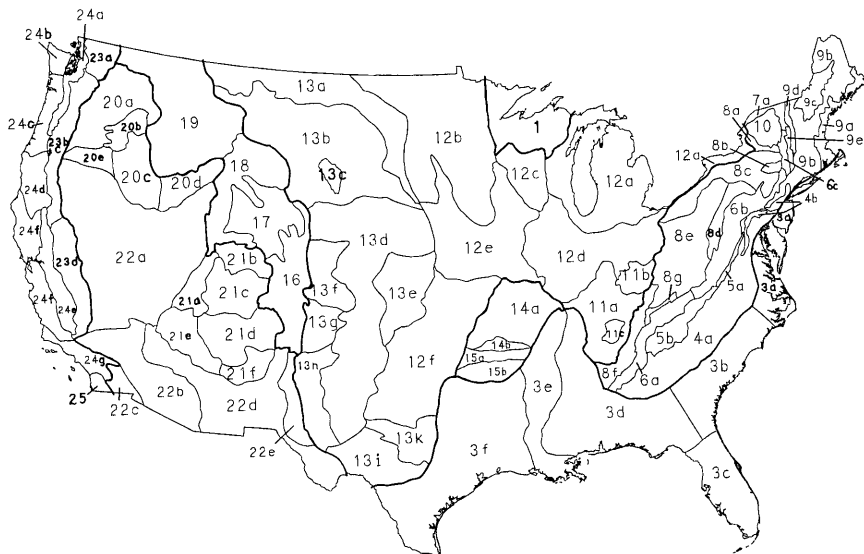 24a
24b
23a
9b
13a
9d
7a
9c
20a
8a
24c
19
1
10
9a
20b
12b
13b
9e
23b
c
8b
20e
12a
9b
18
13c
8c
20c
20d
12c
12a
6c
24d
4b
6b
3a
17
24f
13d
8e
8d
22a
12e
12d
21b
23d
16
11b
3a
13f
8g
5a
21c
13e
24f
21a
14a
11a
24e
13g
11c
21e
21d
4a
14b
5b
15a
12f
3b
24g
13h
15b
8f
21f
6a
22b
3e
25
22c
22d
3d
13k
3f
22e
13i
3c